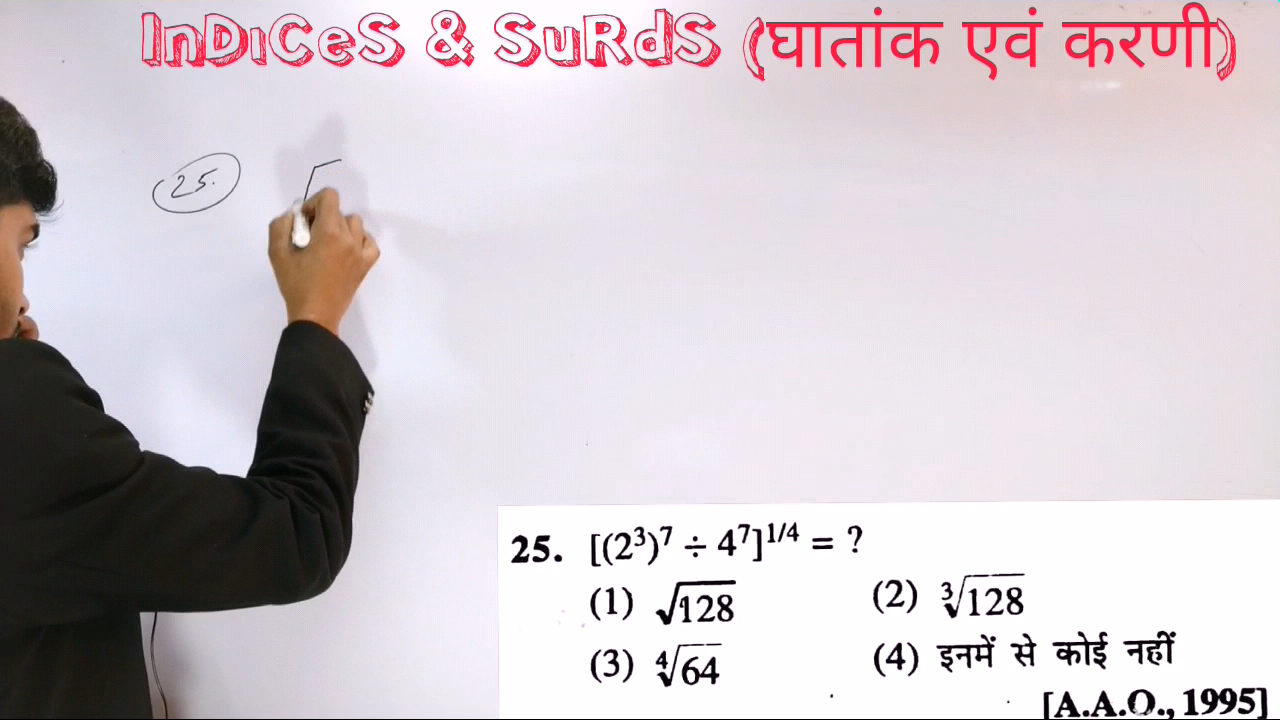 InDiCeS & SuRdS (घातांक एवं करणी)
25.
25. [(2³)⁷ ÷ 4⁷]^{1/4} = ?
(1) √128 (2) ∛128
(3) ∜64 (4) इनमें से कोई नहीं
[A.A.O., 1995]